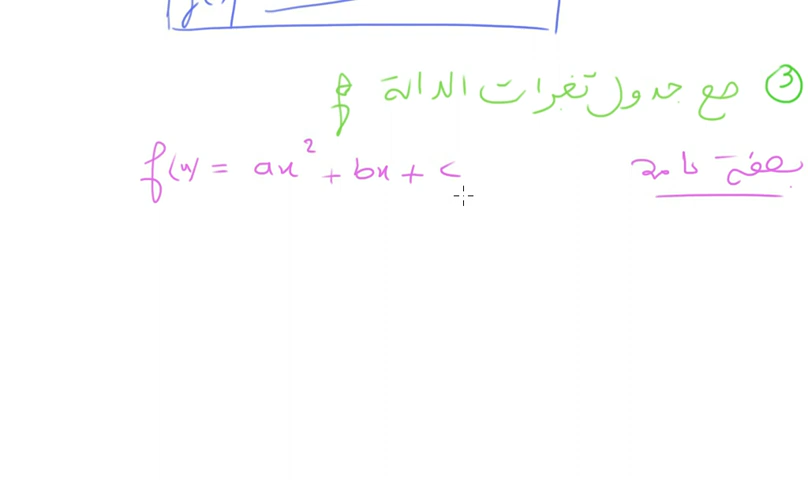 ③ ضع جدول تغيرات الدالة f
بصفة عامة
f(x) = ax² + bx + c